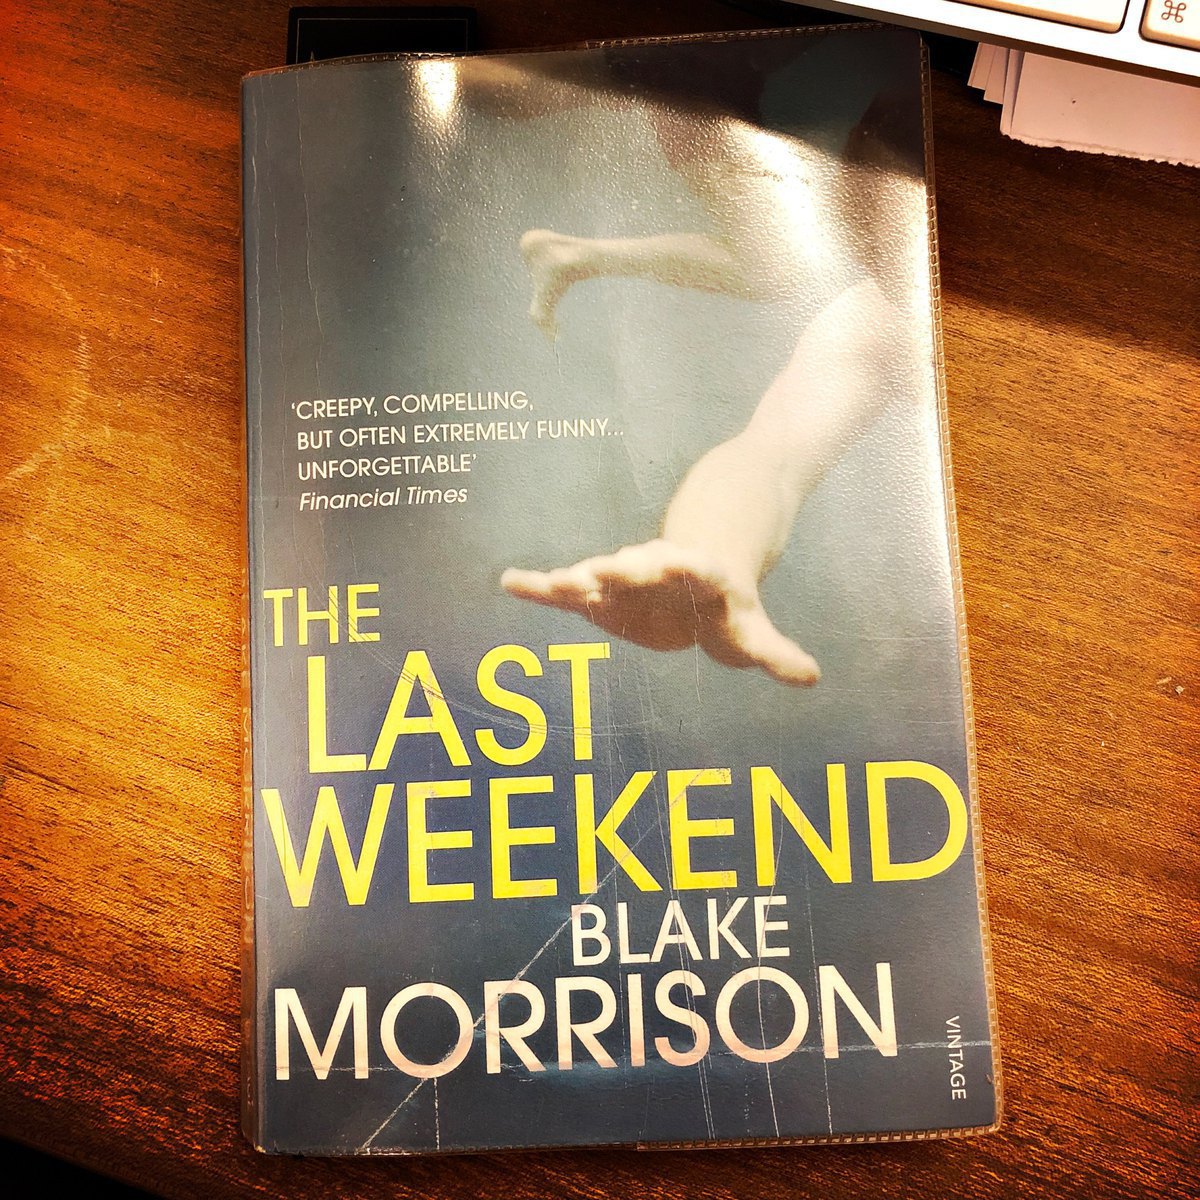 ‘CREEPY, COMPELLING,
BUT OFTEN EXTREMELY FUNNY...
UNFORGETTABLE’
Financial Times
THE
LAST
WEEKEND
BLAKE
MORRISON
VINTAGE
⌘